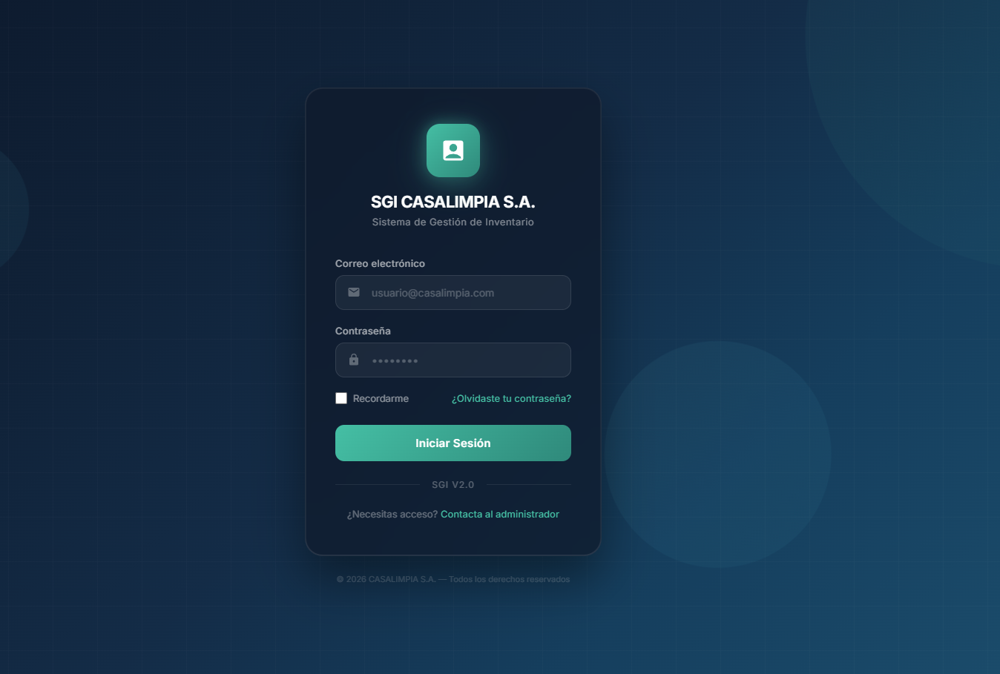 SGI CASALIMPIA S.A.
Sistema de Gestión de Inventario
Correo electrónico
usuario@casalimpia.com
Contraseña
••••••••
Recordarme
¿Olvidaste tu contraseña?
Iniciar Sesión
SGI V2.0
¿Necesitas acceso? Contacta al administrador
© 2026 CASALIMPIA S.A. — Todos los derechos reservados